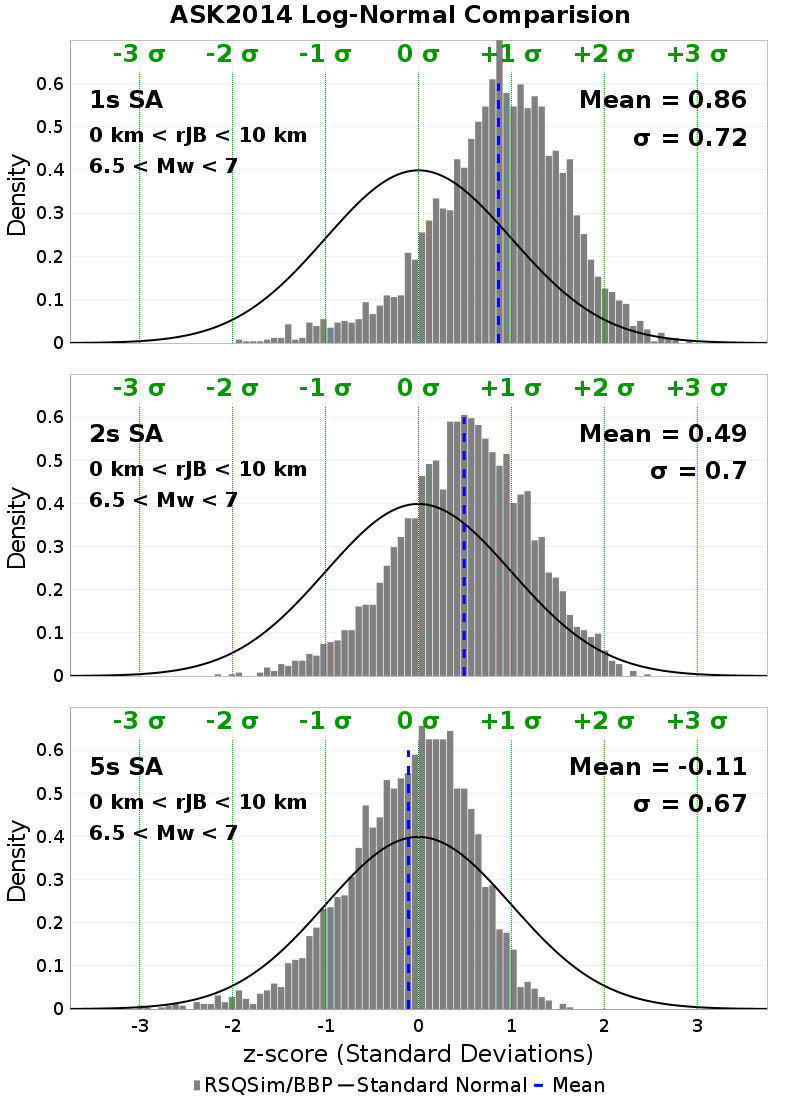 ASK2014 Log-Normal Comparision
-3 σ -2 σ -1 σ 0 σ +1 σ +2 σ +3 σ
1s SA
Mean = 0.86
0 km < rJB < 10 km
σ = 0.72
6.5 < Mw < 7
Density
0.6
0.5
0.4
0.3
0.2
0.1
0
-3 σ -2 σ -1 σ 0 σ +1 σ +2 σ +3 σ
2s SA
Mean = 0.49
0 km < rJB < 10 km
σ = 0.7
6.5 < Mw < 7
Density
0.6
0.5
0.4
0.3
0.2
0.1
0
-3 σ -2 σ -1 σ 0 σ +1 σ +2 σ +3 σ
5s SA
Mean = -0.11
0 km < rJB < 10 km
σ = 0.67
6.5 < Mw < 7
Density
0.6
0.5
0.4
0.3
0.2
0.1
0
-3 -2 -1 0 1 2 3
z-score (Standard Deviations)
RSQSim/BBP Standard Normal Mean